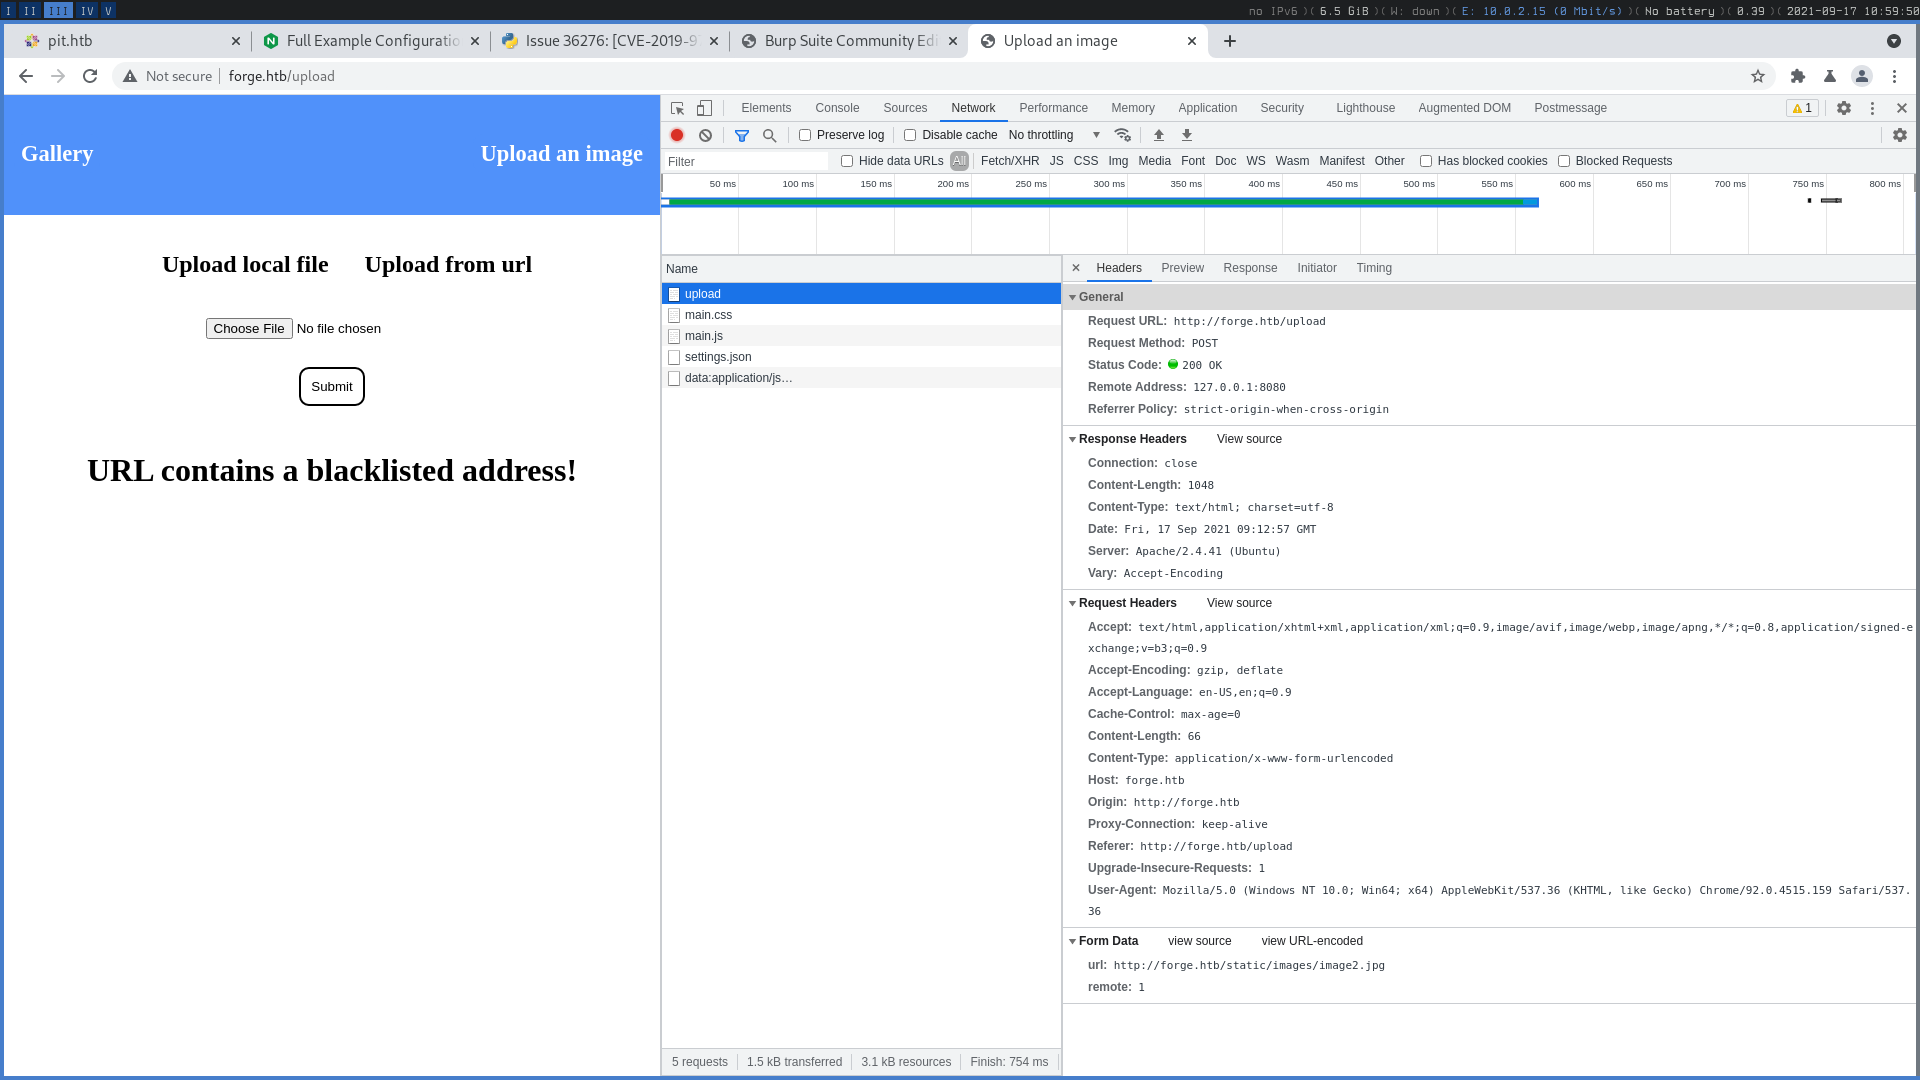 I II III IV V
no IPv6 )( 6.5 GiB )( W: down )( E: 10.0.2.15 (0 Mbit/s) )( No battery )( 0.39 )( 2021-09-17 10:59:50
pit.htb
Full Example Configuratio
Issue 36276: [CVE-2019-97
Burp Suite Community Edi
Upload an image
Not secure
forge.htb/upload
Gallery
Upload an image
Upload local file
Upload from url
Choose File No file chosen
Submit
URL contains a blacklisted address!
Elements Console Sources Network Performance Memory Application Security Lighthouse Augmented DOM Postmessage 1
Preserve log Disable cache No throttling
Filter Hide data URLs All Fetch/XHR JS CSS Img Media Font Doc WS Wasm Manifest Other Has blocked cookies Blocked Requests
50 ms 100 ms 150 ms 200 ms 250 ms 300 ms 350 ms 400 ms 450 ms 500 ms 550 ms 600 ms 650 ms 700 ms 750 ms 800 ms
Name
upload
main.css
main.js
settings.json
data:application/js…
5 requests 1.5 kB transferred 3.1 kB resources Finish: 754 ms
Headers Preview Response Initiator Timing
General
Request URL: http://forge.htb/upload
Request Method: POST
Status Code: 200 OK
Remote Address: 127.0.0.1:8080
Referrer Policy: strict-origin-when-cross-origin
Response Headers View source
Connection: close
Content-Length: 1048
Content-Type: text/html; charset=utf-8
Date: Fri, 17 Sep 2021 09:12:57 GMT
Server: Apache/2.4.41 (Ubuntu)
Vary: Accept-Encoding
Request Headers View source
Accept: text/html,application/xhtml+xml,application/xml;q=0.9,image/avif,image/webp,image/apng,*/*;q=0.8,application/signed-e
xchange;v=b3;q=0.9
Accept-Encoding: gzip, deflate
Accept-Language: en-US,en;q=0.9
Cache-Control: max-age=0
Content-Length: 66
Content-Type: application/x-www-form-urlencoded
Host: forge.htb
Origin: http://forge.htb
Proxy-Connection: keep-alive
Referer: http://forge.htb/upload
Upgrade-Insecure-Requests: 1
User-Agent: Mozilla/5.0 (Windows NT 10.0; Win64; x64) AppleWebKit/537.36 (KHTML, like Gecko) Chrome/92.0.4515.159 Safari/537.
36
Form Data view source view URL-encoded
url: http://forge.htb/static/images/image2.jpg
remote: 1